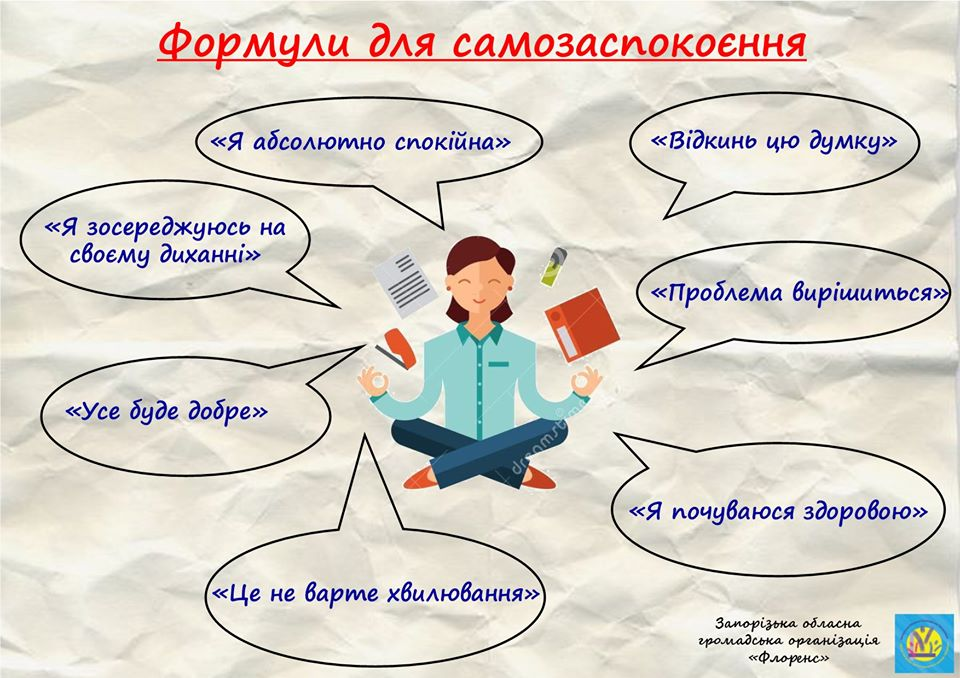 Формули для самозаспокоєння
«Я абсолютно спокійна»
«Відкинь цю думку»
«Я зосереджуюсь на
своєму диханні»
«Проблема вирішиться»
«Усе буде добре»
«Я почуваюся здоровою»
«Це не варте хвилювання»
Запорізька обласна
громадська організація
«Флоренс»
dreamstime